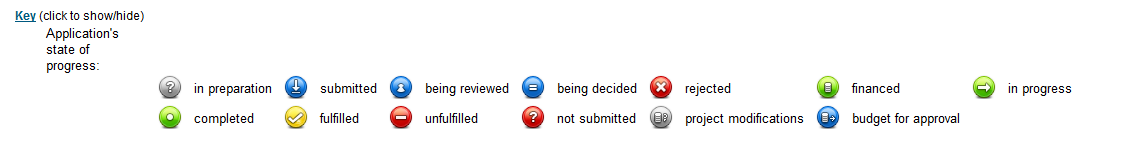 Key (click to show/hide)
Application's
state of
progress:
in preparation submitted being reviewed being decided rejected financed in progress
completed fulfilled unfulfilled not submitted project modifications budget for approval